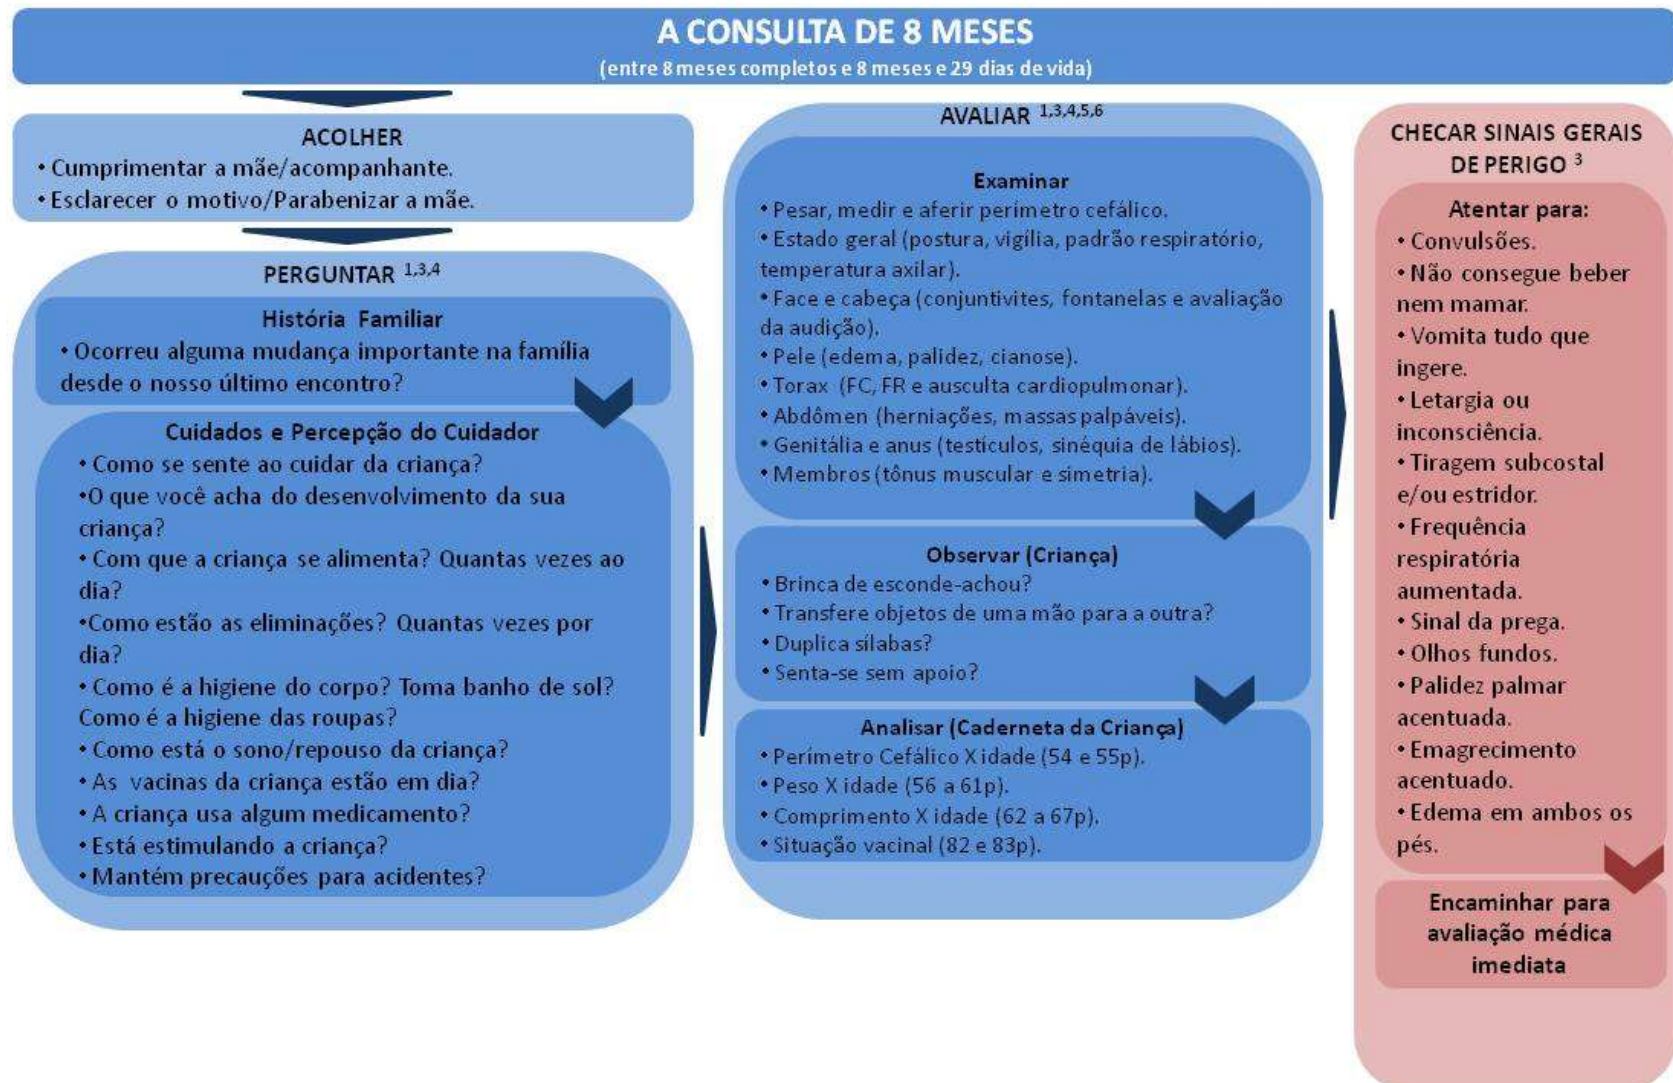 A CONSULTA DE 8 MESES
(entre 8 meses completos e 8 meses e 29 dias de vida)
ACOLHER
• Cumprimentar a mãe/acompanhante.
• Esclarecer o motivo/Parabenizar a mãe.
PERGUNTAR 1,3,4
História Familiar
• Ocorreu alguma mudança importante na família
desde o nosso último encontro?
Cuidados e Percepção do Cuidador
• Como se sente ao cuidar da criança?
•O que você acha do desenvolvimento da sua
criança?
• Com que a criança se alimenta? Quantas vezes ao
dia?
•Como estão as eliminações? Quantas vezes por
dia?
• Como é a higiene do corpo? Toma banho de sol?
Como é a higiene das roupas?
• Como está o sono/repouso da criança?
• As vacinas da criança estão em dia?
• A criança usa algum medicamento?
• Está estimulando a criança?
• Mantém precauções para acidentes?
AVALIAR 1,3,4,5,6
Examinar
• Pesar, medir e aferir perímetro cefálico.
• Estado geral (postura, vigília, padrão respiratório,
temperatura axilar).
• Face e cabeça (conjuntivites, fontanelas e avaliação
da audição).
• Pele (edema, palidez, cianose).
• Torax (FC, FR e ausculta cardiopulmonar).
• Abdômen (herniações, massas palpáveis).
• Genitália e anus (testículos, sinéquia de lábios).
• Membros (tônus muscular e simetria).
Observar (Criança)
• Brinca de esconde-achou?
• Transfere objetos de uma mão para a outra?
• Duplica sílabas?
• Senta-se sem apoio?
Analisar (Caderneta da Criança)
• Perímetro Cefálico X idade (54 e 55p).
• Peso X idade (56 a 61p).
• Comprimento X idade (62 a 67p).
• Situação vacinal (82 e 83p).
CHECAR SINAIS GERAIS
DE PERIGO 3
Atentar para:
• Convulsões.
• Não consegue beber
nem mamar.
• Vomita tudo que
ingere.
• Letargia ou
inconsciência.
• Tiragem subcostal
e/ou estridor.
• Frequência
respiratória
aumentada.
• Sinal da prega.
• Olhos fundos.
• Palidez palmar
acentuada.
• Emagrecimento
acentuado.
• Edema em ambos os
pés.
Encaminhar para
avaliação médica
imediata